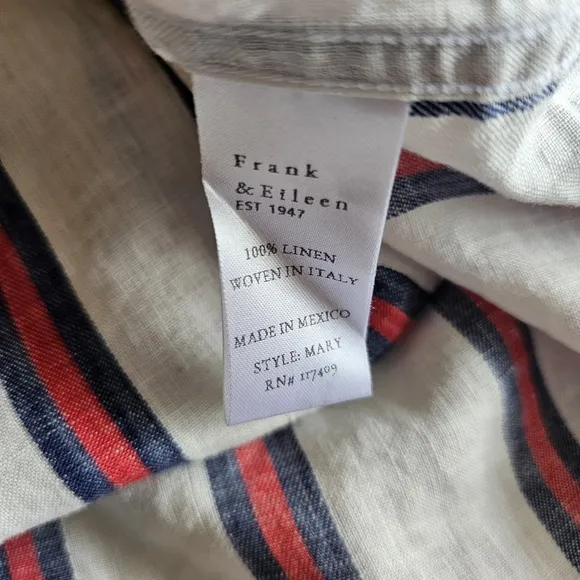 Frank
& Eileen
EST 1947
100% LINEN
WOVEN IN ITALY
MADE IN MEXICO
STYLE: MARY
RN# 117409